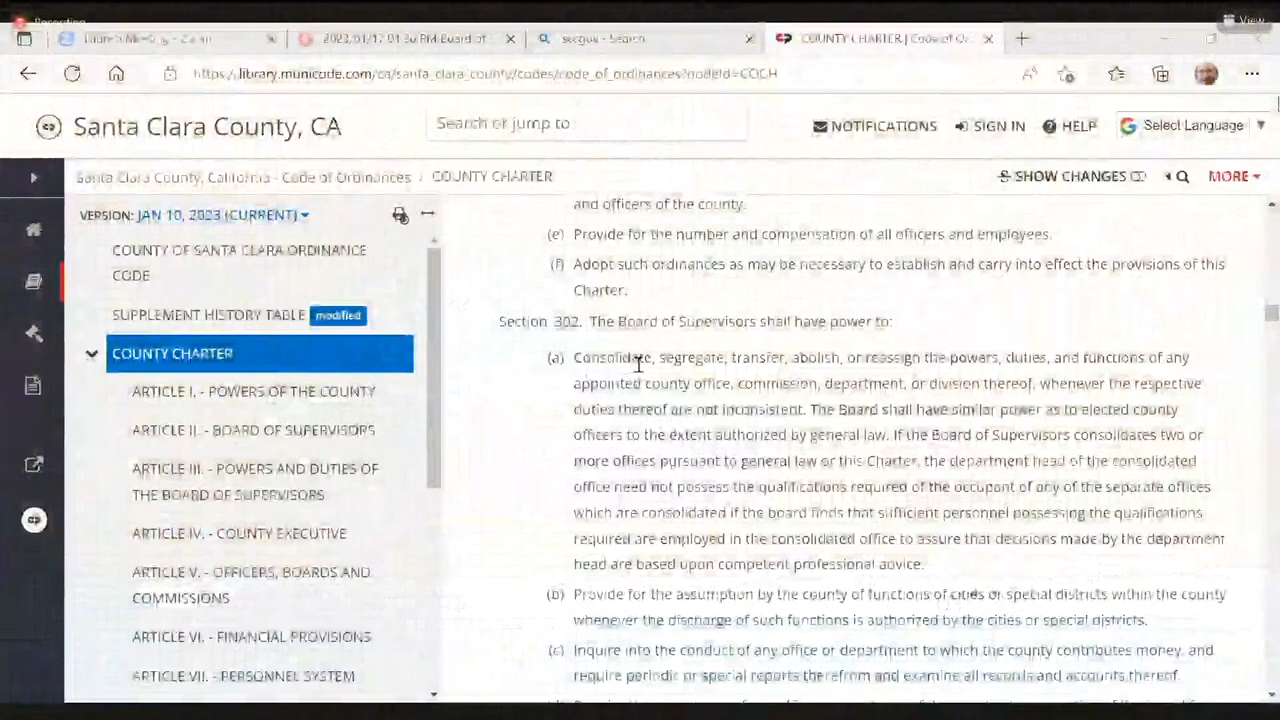 Recording
View
Launch Meeting - Zoom
2023/01/17 01:30 PM Board of
sccgov - Search
COUNTY CHARTER | Code of Or
https://library.municode.com/ca/santa_clara_county/codes/code_of_ordinances?nodeId=COCH
Santa Clara County, CA
Search or jump to
NOTIFICATIONS
SIGN IN
HELP
Select Language
Santa Clara County, California - Code of Ordinances / COUNTY CHARTER
SHOW CHANGES
MORE
VERSION: JAN 10, 2023 (CURRENT)
COUNTY OF SANTA CLARA ORDINANCE
CODE
SUPPLEMENT HISTORY TABLE modified
COUNTY CHARTER
ARTICLE I. - POWERS OF THE COUNTY
ARTICLE II. - BOARD OF SUPERVISORS
ARTICLE III. - POWERS AND DUTIES OF
THE BOARD OF SUPERVISORS
ARTICLE IV. - COUNTY EXECUTIVE
ARTICLE V. - OFFICERS, BOARDS AND
COMMISSIONS
ARTICLE VI. - FINANCIAL PROVISIONS
ARTICLE VII. - PERSONNEL SYSTEM
and officers of the county.
(e) Provide for the number and compensation of all officers and employees.
(f) Adopt such ordinances as may be necessary to establish and carry into effect the provisions of this
Charter.
Section 302. The Board of Supervisors shall have power to:
(a) Consolidate, segregate, transfer, abolish, or reassign the powers, duties, and functions of any
appointed county office, commission, department, or division thereof, whenever the respective
duties thereof are not inconsistent. The Board shall have similar power as to elected county
officers to the extent authorized by general law. If the Board of Supervisors consolidates two or
more offices pursuant to general law or this Charter, the department head of the consolidated
office need not possess the qualifications required of the occupant of any of the separate offices
which are consolidated if the board finds that sufficient personnel possessing the qualifications
required are employed in the consolidated office to assure that decisions made by the department
head are based upon competent professional advice.
(b) Provide for the assumption by the county of functions of cities or special districts within the county
whenever the discharge of such functions is authorized by the cities or special districts.
(c) Inquire into the conduct of any office or department to which the county contributes money, and
require periodic or special reports therefrom and examine all records and accounts thereof.